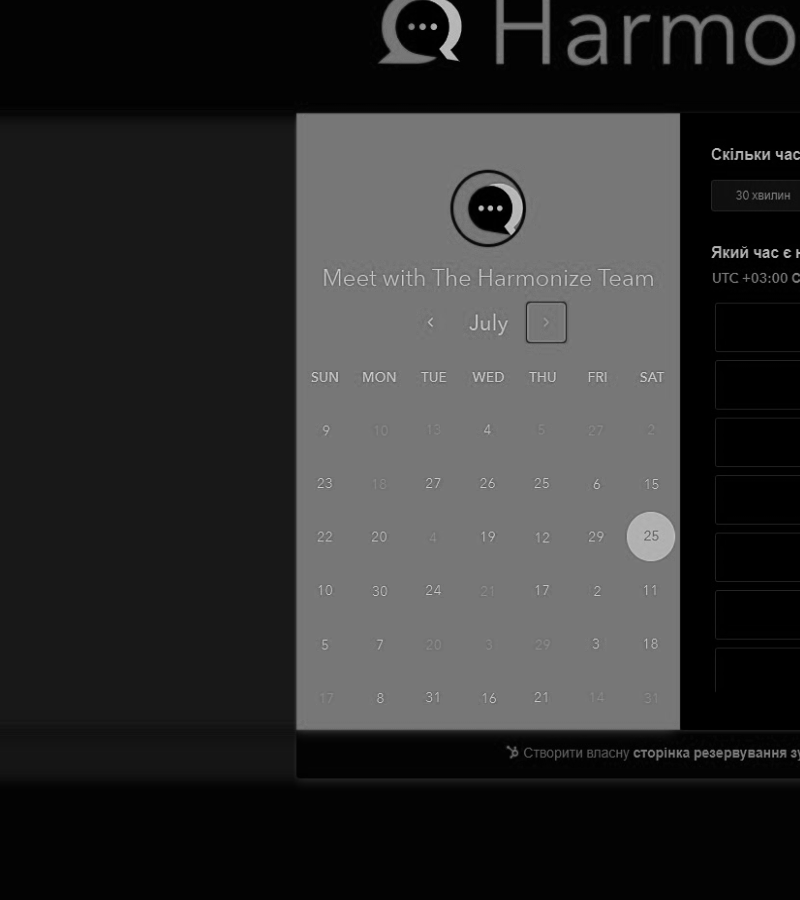 Harmo
Meet with The Harmonize Team
July
SUN MON TUE WED THU FRI SAT
9 10 13 4 5 27 2
23 18 27 26 25 6 15
22 20 4 19 12 29 25
10 30 24 21 17 2 11
5 7 20 3 29 3 18
17 8 31 16 21 14 31
Скільки час
30 хвилин
Який час є н
UTC +03:00 С
Створити власну сторінка резервування зу